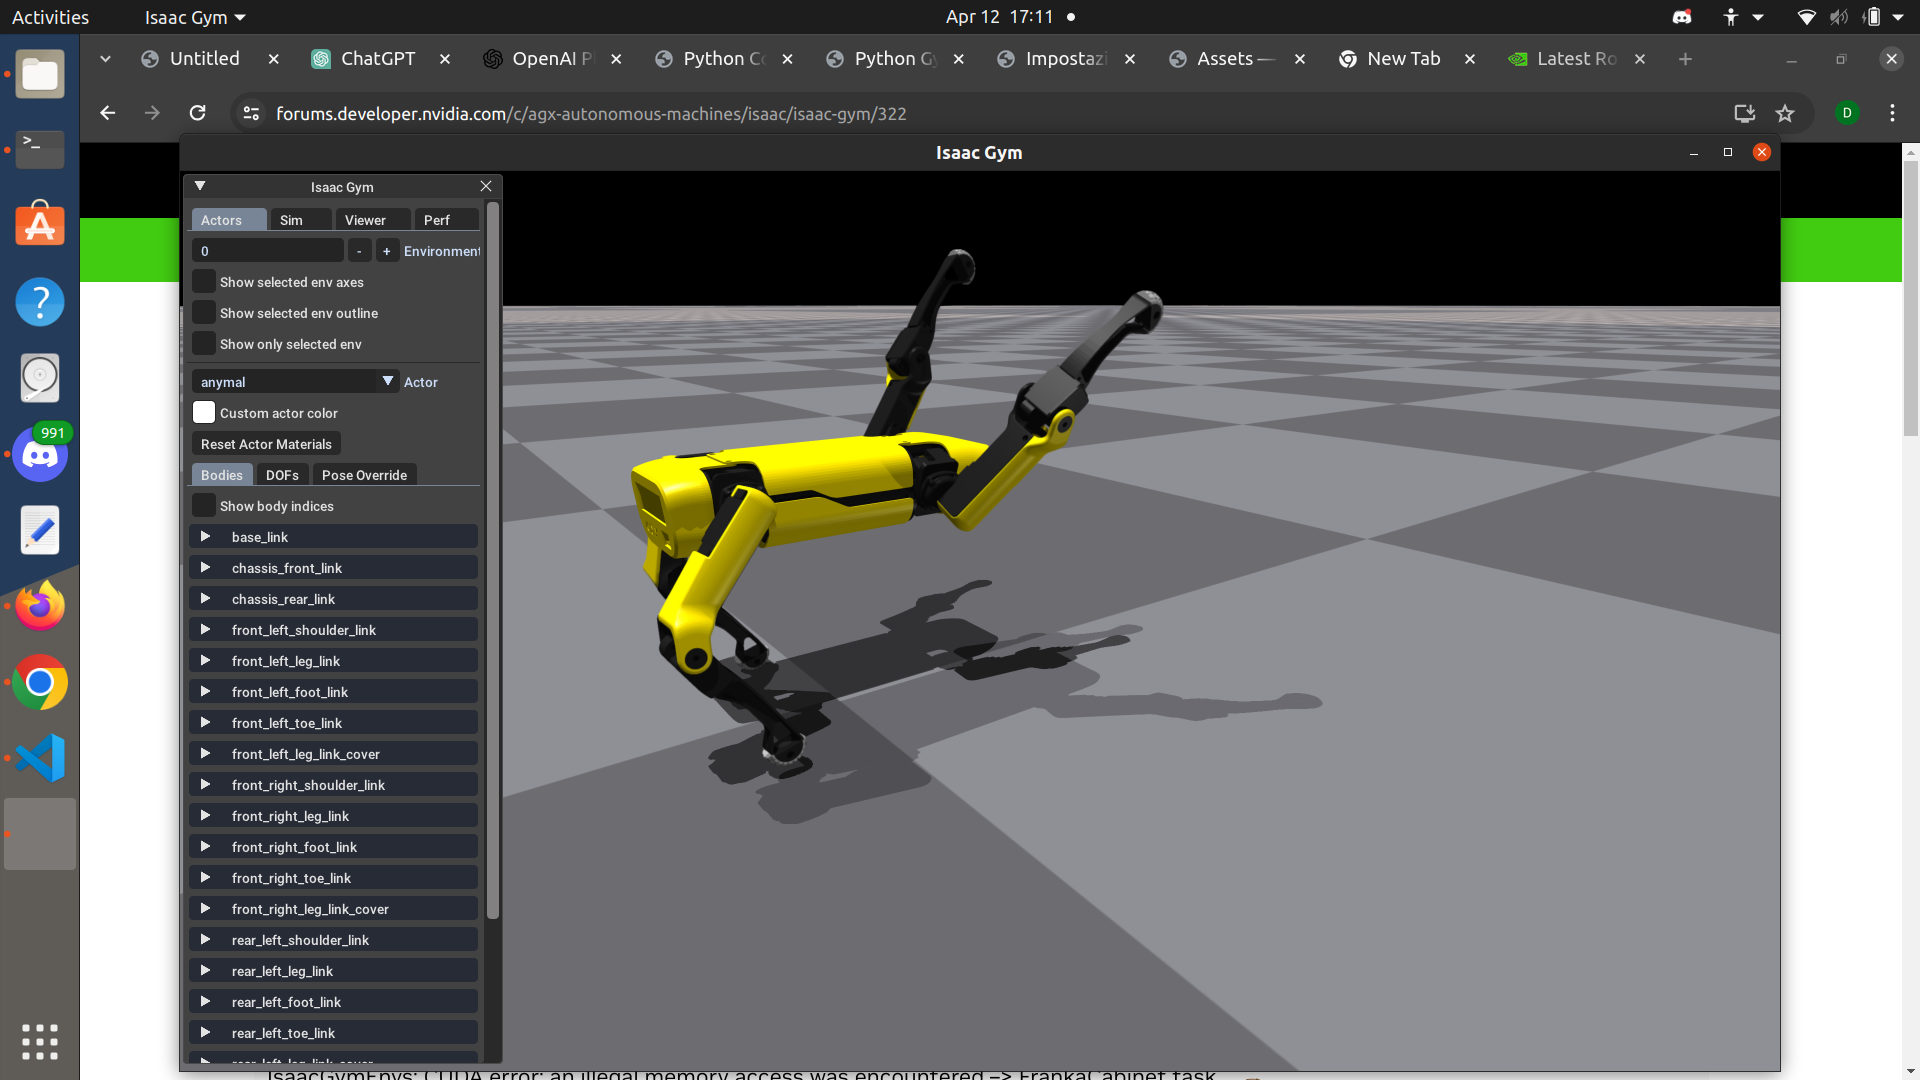 Activities
Isaac Gym
Apr 12 17:11
Untitled
ChatGPT
OpenAI
Python
Python
Impostazi
Assets —
New Tab
Latest Ro
forums.developer.nvidia.com/c/agx-autonomous-machines/isaac/isaac-gym/322
D
Isaac Gym
Isaac Gym
Actors Sim Viewer Perf
0 - + Environment
Show selected env axes
Show selected env outline
Show only selected env
anymal Actor
Custom actor color
Reset Actor Materials
Bodies DOFs Pose Override
Show body indices
base_link
chassis_front_link
chassis_rear_link
front_left_shoulder_link
front_left_leg_link
front_left_foot_link
front_left_toe_link
front_left_leg_link_cover
front_right_shoulder_link
front_right_leg_link
front_right_foot_link
front_right_toe_link
front_right_leg_link_cover
rear_left_shoulder_link
rear_left_leg_link
rear_left_foot_link
rear_left_toe_link
rear_left_leg_link_cover
991
IsaacGymEnvs: CUDA error: an illegal memory access was encountered –> FrankaCabinet task